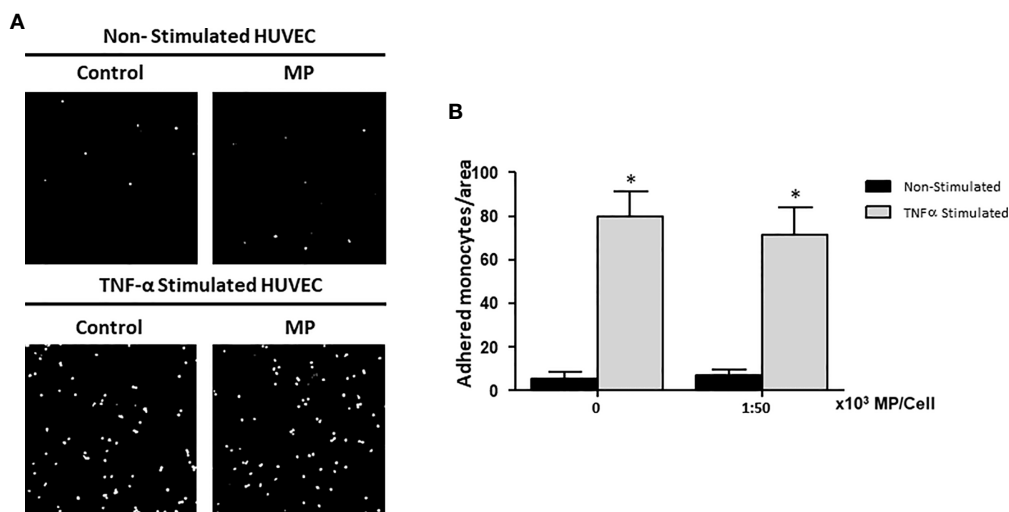 A
Non- Stimulated HUVEC
Control MP
TNF-α Stimulated HUVEC
Control MP
B
Adhered monocytes/area
100
80
60
40
20
0
* *
0 1:50
x10³ MP/Cell
Non-Stimulated
TNFα Stimulated